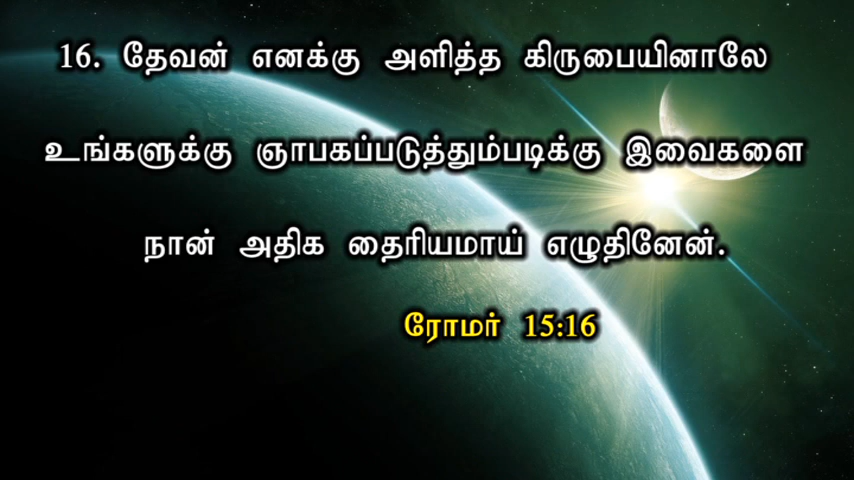 16. தேவன் எனக்கு அளித்த கிருபையினாலே
உங்களுக்கு ஞாபகப்படுத்தும்படிக்கு இவைகளை
நான் அதிக தைரியமாய் எழுதினேன்.
ரோமர் 15:16